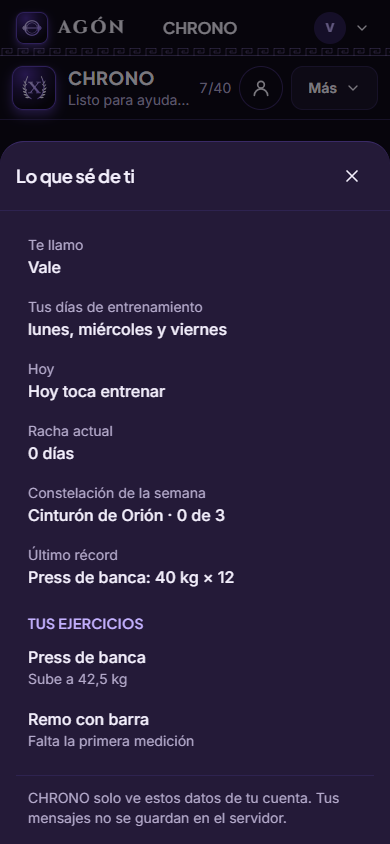 AGÓN
CHRONO
V
CHRONO
Listo para ayuda...
7/40
Más
Lo que sé de ti
Te llamo
Vale
Tus días de entrenamiento
lunes, miércoles y viernes
Hoy
Hoy toca entrenar
Racha actual
0 días
Constelación de la semana
Cinturón de Orión · 0 de 3
Último récord
Press de banca: 40 kg × 12
TUS EJERCICIOS
Press de banca
Sube a 42,5 kg
Remo con barra
Falta la primera medición
CHRONO solo ve estos datos de tu cuenta. Tus
mensajes no se guardan en el servidor.